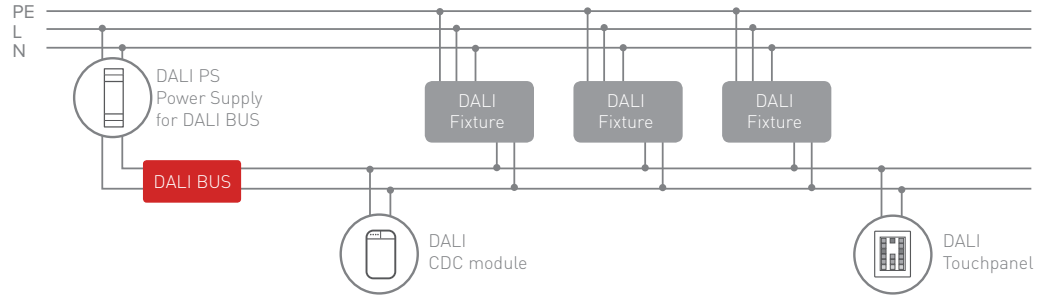 PE
L
N
DALI PS
Power Supply
for DALI BUS
DALI
Fixture
DALI
Fixture
DALI
Fixture
DALI BUS
DALI
CDC module
DALI
Touchpanel